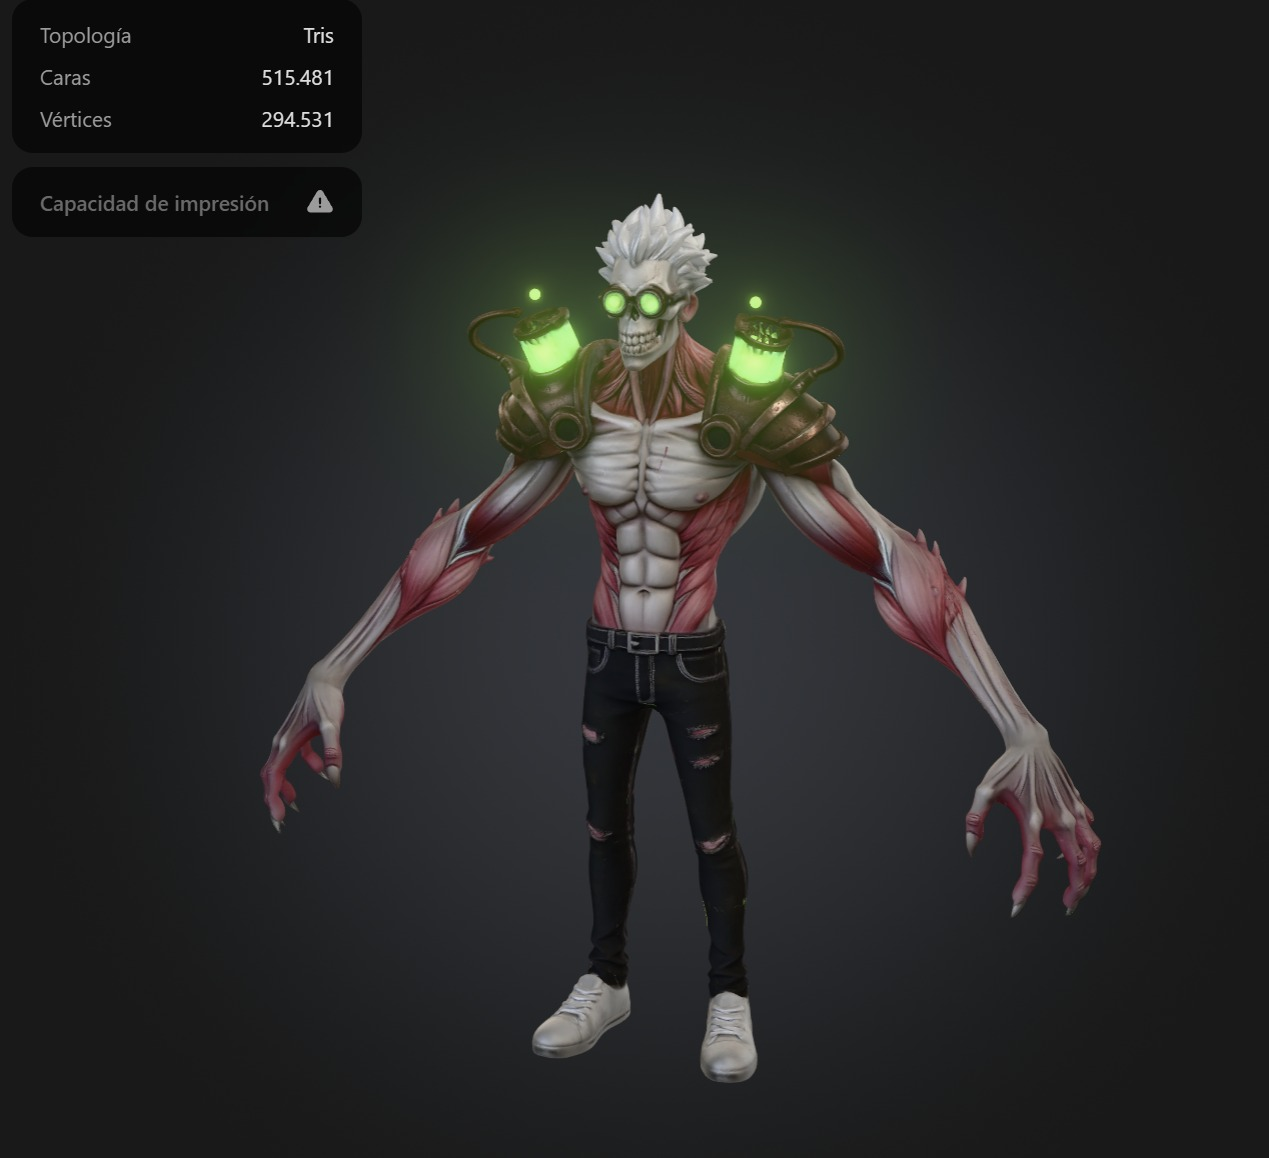 Topología Tris
Caras 515.481
Vértices 294.531
Capacidad de impresión